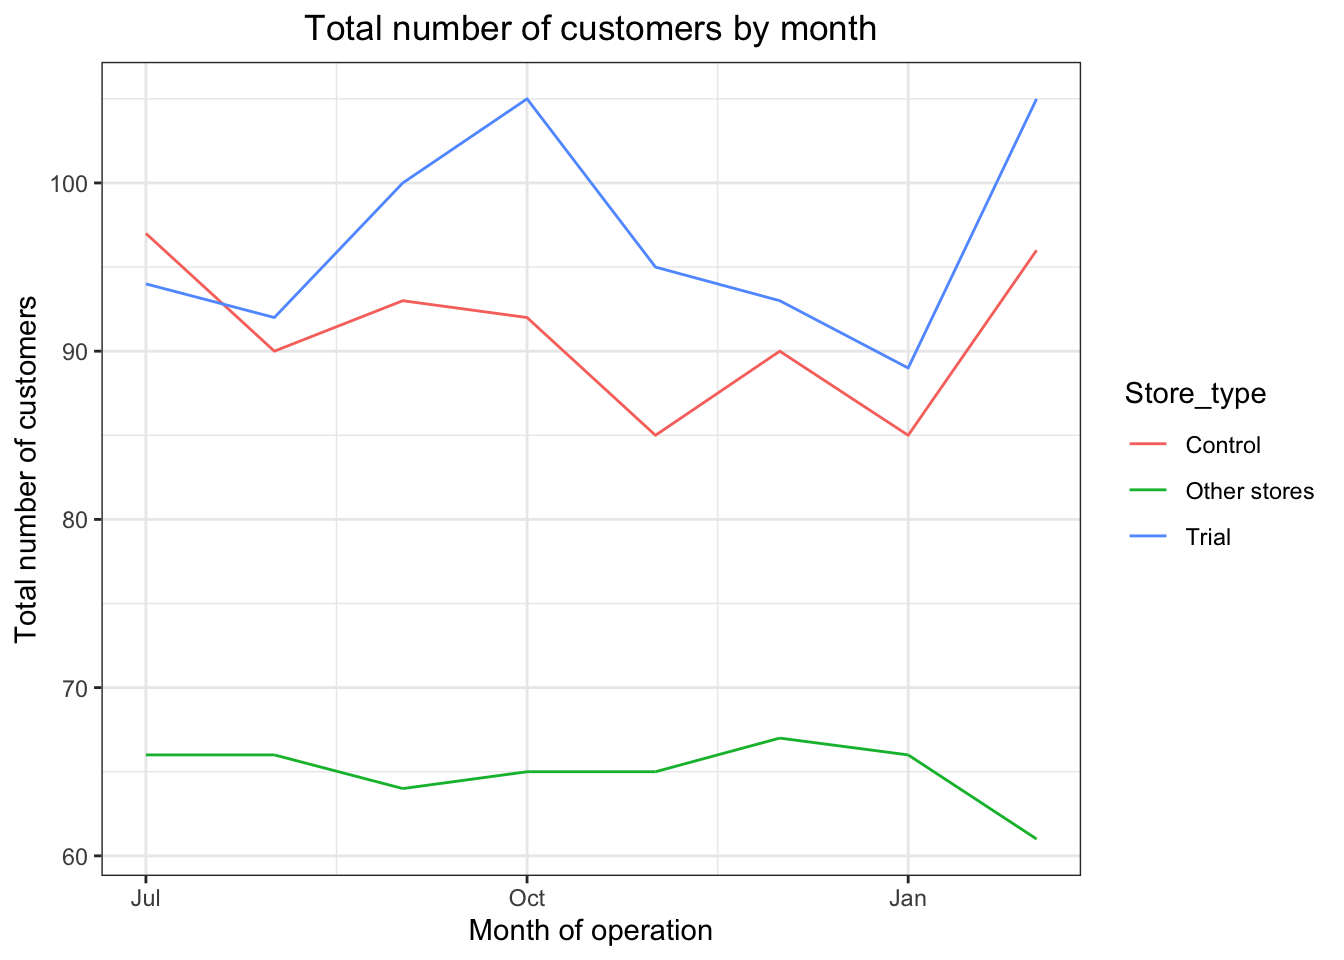 Total number of customers by month
Total number of customers
100
90
80
70
60
Jul
Oct
Jan
Month of operation
Store_type
Control
Other stores
Trial